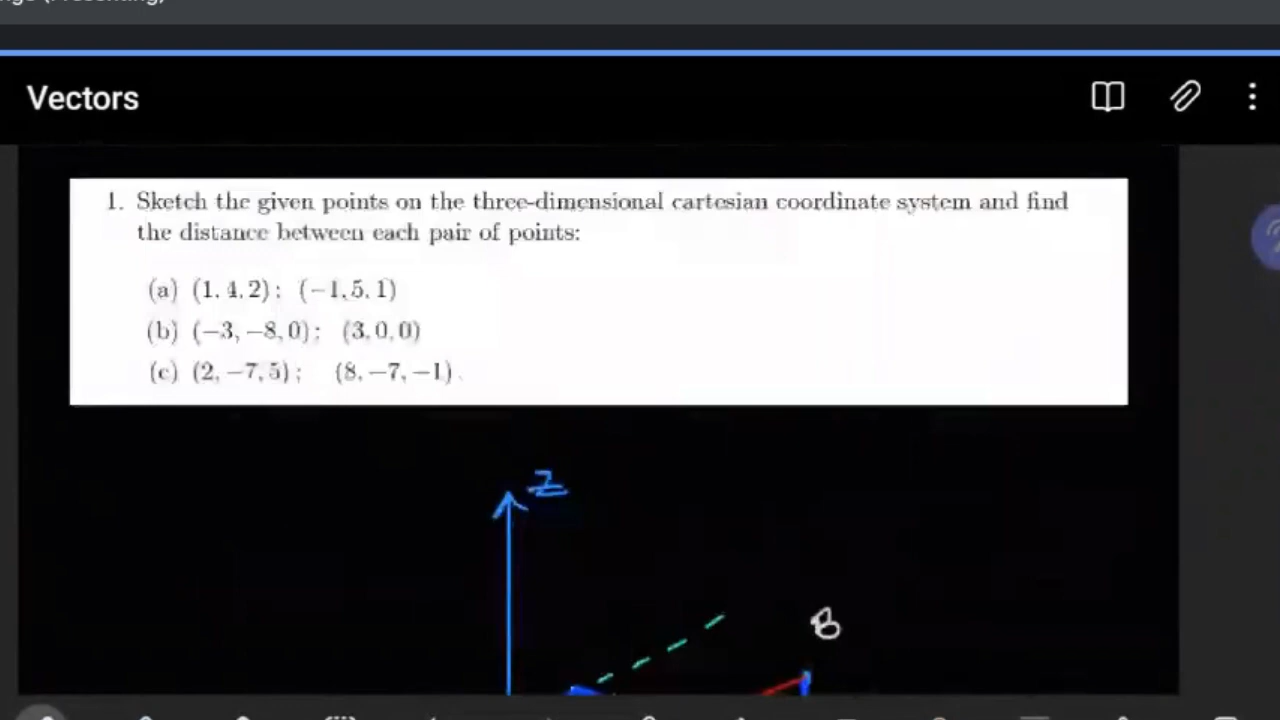 Vectors
1. Sketch the given points on the three-dimensional cartesian coordinate system and find
the distance between each pair of points:
(a) (1, 4, 2); (−1, 5, 1)
(b) (−3, −8, 0); (3, 0, 0)
(c) (2, −7, 5); (8, −7, −1).
z
B